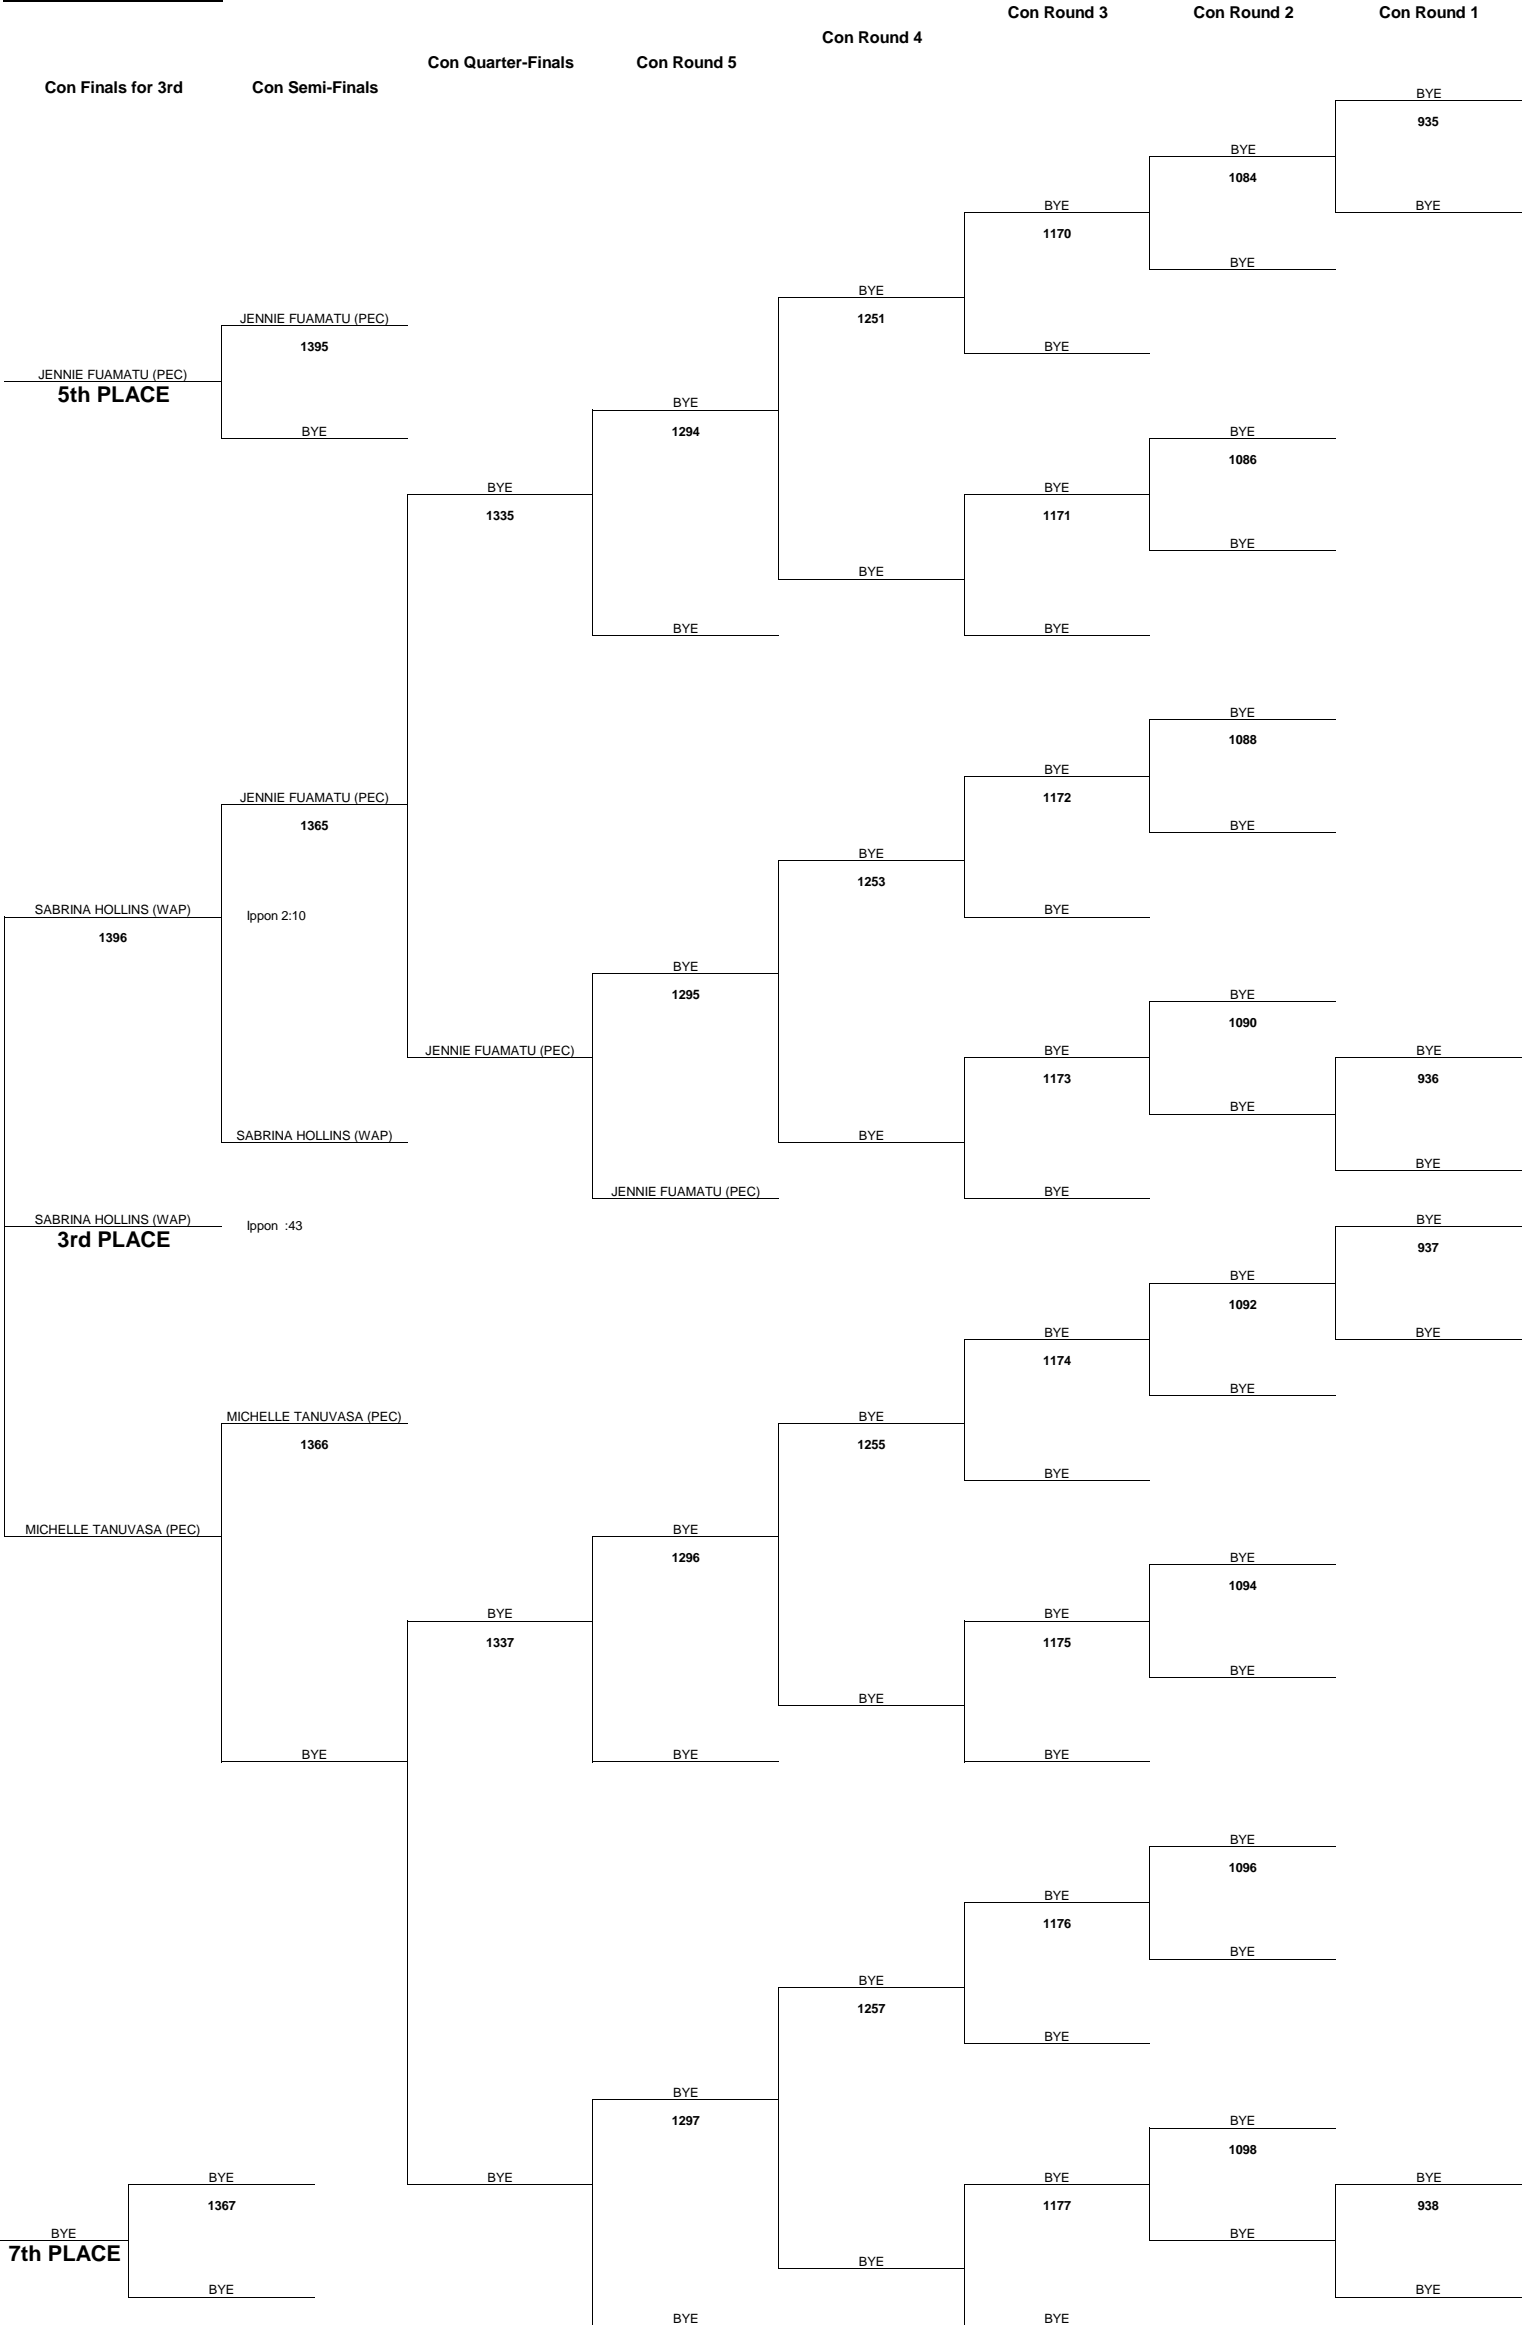 Con Round 3 Con Round 2 Con Round 1
Con Round 4
Con Quarter-Finals Con Round 5
Con Finals for 3rd Con Semi-Finals
BYE
935
BYE
1084
BYE BYE
1170
BYE
BYE
JENNIE FUAMATU (PEC) 1251
1395 BYE
JENNIE FUAMATU (PEC)
5th PLACE
BYE
BYE 1294 BYE
1086
BYE BYE
1335 1171
BYE
BYE
BYE BYE
BYE
1088
BYE
JENNIE FUAMATU (PEC) 1172
1365 BYE
BYE
1253
SABRINA HOLLINS (WAP) Ippon 2:10 BYE
1396
BYE
1295 BYE
1090
JENNIE FUAMATU (PEC) BYE BYE
1173 936
BYE
SABRINA HOLLINS (WAP) BYE
BYE
JENNIE FUAMATU (PEC) BYE
SABRINA HOLLINS (WAP) Ippon :43 BYE
3rd PLACE 937
BYE
1092
BYE BYE
1174
BYE
MICHELLE TANUVASA (PEC) BYE
1366 1255
BYE
MICHELLE TANUVASA (PEC) BYE
1296 BYE
1094
BYE BYE
1337 1175
BYE
BYE
BYE BYE BYE
BYE
1096
BYE
1176
BYE
BYE
1257
BYE
BYE
1297 BYE
1098
BYE BYE BYE BYE
1367 1177 938
BYE BYE
7th PLACE
BYE
BYE BYE
BYE BYE